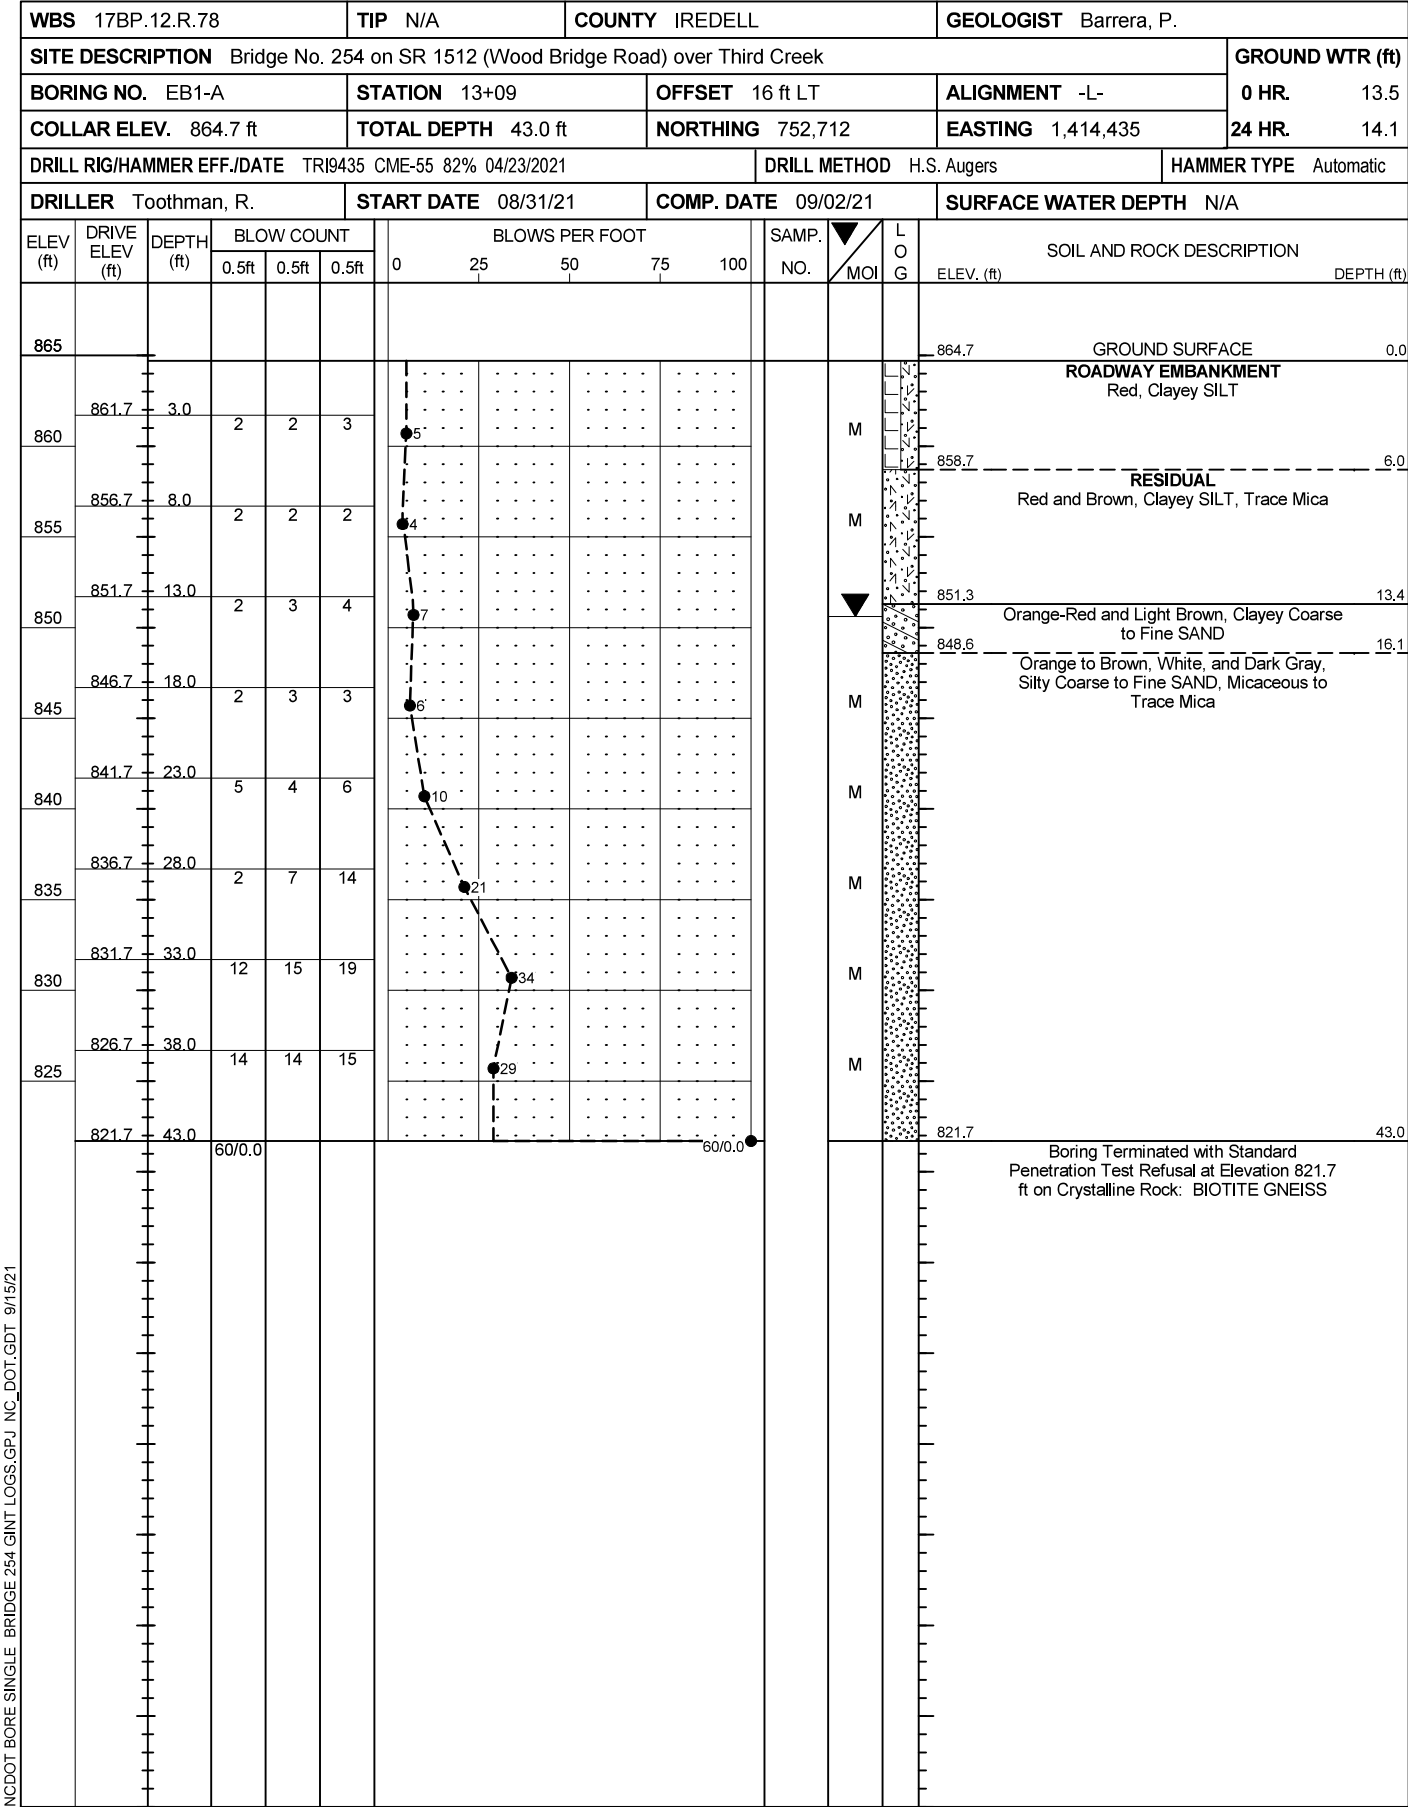 WBS 17BP.12.R.78 TIP N/A COUNTY IREDELL GEOLOGIST Barrera, P.
SITE DESCRIPTION Bridge No. 254 on SR 1512 (Wood Bridge Road) over Third Creek GROUND WTR (ft)
BORING NO. EB1-A STATION 13+09 OFFSET 16 ft LT ALIGNMENT -L- 0 HR. 13.5
COLLAR ELEV. 864.7 ft TOTAL DEPTH 43.0 ft NORTHING 752,712 EASTING 1,414,435 24 HR. 14.1
DRILL RIG/HAMMER EFF./DATE TRI9435 CME-55 82% 04/23/2021 DRILL METHOD H.S. Augers HAMMER TYPE Automatic
DRILLER Toothman, R. START DATE 08/31/21 COMP. DATE 09/02/21 SURFACE WATER DEPTH N/A
ELEV (ft) DRIVE ELEV (ft) DEPTH (ft) BLOW COUNT BLOWS PER FOOT SAMP. NO. MOI LOG SOIL AND ROCK DESCRIPTION
0.5ft 0.5ft 0.5ft 0 25 50 75 100 ELEV. (ft) DEPTH (ft)
865
864.7 GROUND SURFACE 0.0
ROADWAY EMBANKMENT
Red, Clayey SILT
861.7 3.0
2 2 3 5 M
860
858.7 6.0
RESIDUAL
Red and Brown, Clayey SILT, Trace Mica
856.7 8.0
2 2 2 4 M
855
851.7 13.0
851.3 13.4
2 3 4 7
Orange-Red and Light Brown, Clayey Coarse
to Fine SAND
850
848.6 16.1
Orange to Brown, White, and Dark Gray,
Silty Coarse to Fine SAND, Micaceous to
Trace Mica
846.7 18.0
2 3 3 6 M
845
841.7 23.0
5 4 6 10 M
840
836.7 28.0
2 7 14 21 M
835
831.7 33.0
12 15 19 34 M
830
826.7 38.0
14 14 15 29 M
825
821.7 43.0 821.7 43.0
60/0.0 60/0.0
Boring Terminated with Standard
Penetration Test Refusal at Elevation 821.7
ft on Crystalline Rock: BIOTITE GNEISS
NCDOT BORE SINGLE BRIDGE 254 GINT LOGS.GPJ NC_DOT.GDT 9/15/21